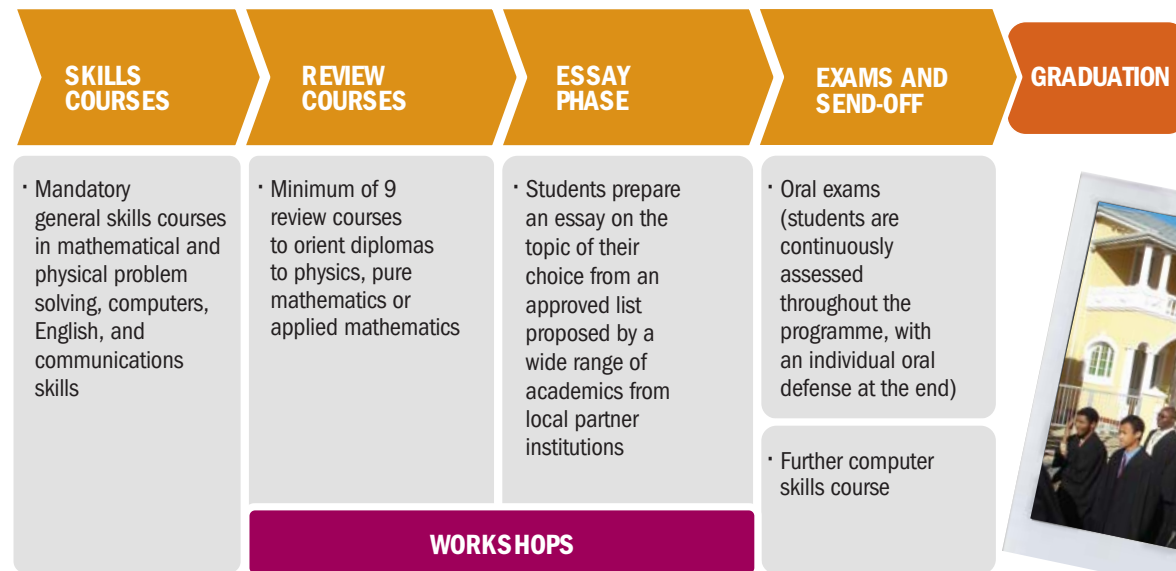 SKILLS
COURSES
REVIEW
COURSES
ESSAY
PHASE
EXAMS AND
SEND-OFF
GRADUATION
· Mandatory
general skills courses
in mathematical and
physical problem
solving, computers,
English, and
communications
skills
· Minimum of 9
review courses
to orient diplomas
to physics, pure
mathematics or
applied mathematics
· Students prepare
an essay on the
topic of their
choice from an
approved list
proposed by a
wide range of
academics from
local partner
institutions
· Oral exams
(students are
continuously
assessed
throughout the
programme, with
an individual oral
defense at the end)
· Further computer
skills course
WORKSHOPS